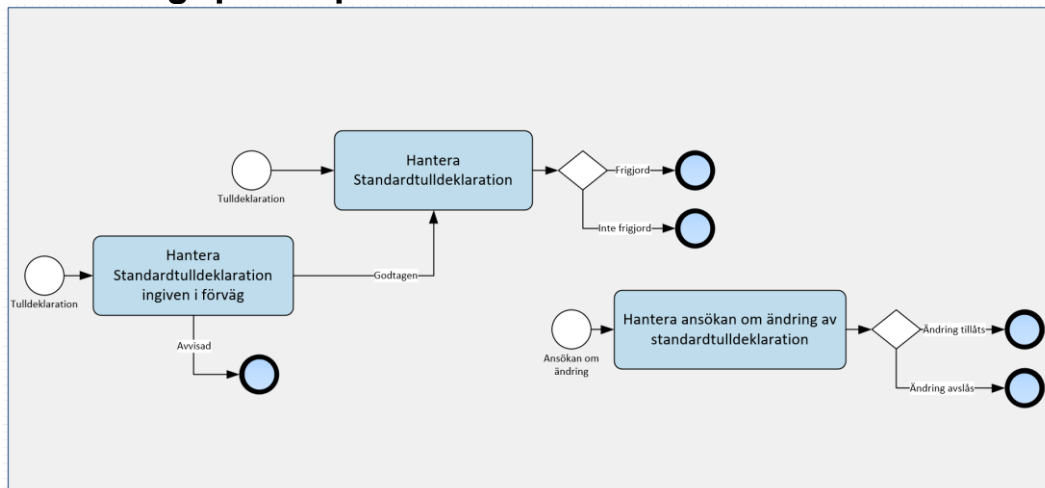 Hantera
Standardtulldeklaration
Frigjord
Tulldeklaration
Inte frigjord
Hantera
Standardtulldeklaration
ingiven i förväg
Godtagen
Tulldeklaration
Avvisad
Hantera ansökan om ändring av
standardtulldeklaration
Ändring tillåts
Ansökan om
ändring
Ändring avslås